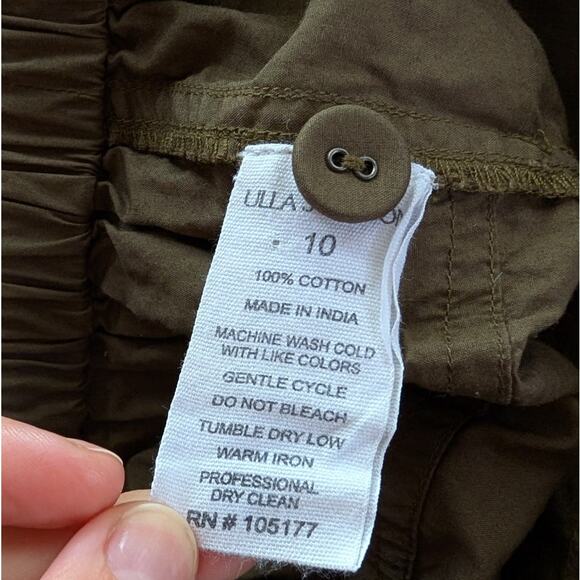 ULLA
10
100% COTTON
MADE IN INDIA
MACHINE WASH COLD
WITH LIKE COLORS
GENTLE CYCLE
DO NOT BLEACH
TUMBLE DRY LOW
WARM IRON
PROFESSIONAL
DRY CLEAN
RN # 105177